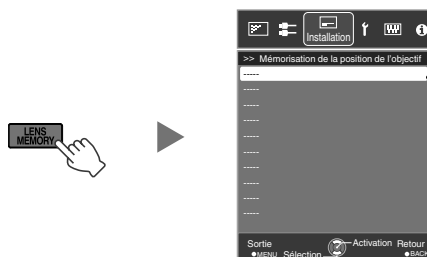 LENS
MEMORY
Installation
>> Mémorisation de la position de l'objectif
-----
-----
-----
-----
-----
-----
-----
-----
-----
-----
Sortie
Activation
Retour
MENU
Sélection
BACK